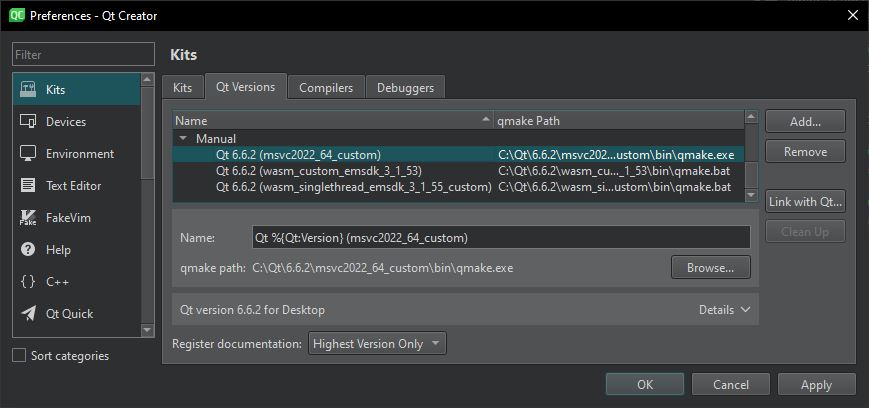 QC Preferences - Qt Creator
Filter
Kits
Devices
Environment
Text Editor
Fake FakeVim
Help
C++
Qt Quick
Sort categories
Kits
Kits Qt Versions Compilers Debuggers
Name qmake Path
Manual
Qt 6.6.2 (msvc2022_64_custom) C:\Qt\6.6.2\msvc202...ustom\bin\qmake.exe
Qt 6.6.2 (wasm_custom_emsdk_3_1_53) C:\Qt\6.6.2\wasm_cu..._1_53\bin\qmake.bat
Qt 6.6.2 (wasm_singlethread_emsdk_3_1_55_custom) C:\Qt\6.6.2\wasm_si...ustom\bin\qmake.bat
Add...
Remove
Link with Qt...
Clean Up
Name: Qt %{Qt:Version} (msvc2022_64_custom)
qmake path: C:\Qt\6.6.2\msvc2022_64_custom\bin\qmake.exe Browse...
Qt version 6.6.2 for Desktop Details
Register documentation: Highest Version Only
OK Cancel Apply